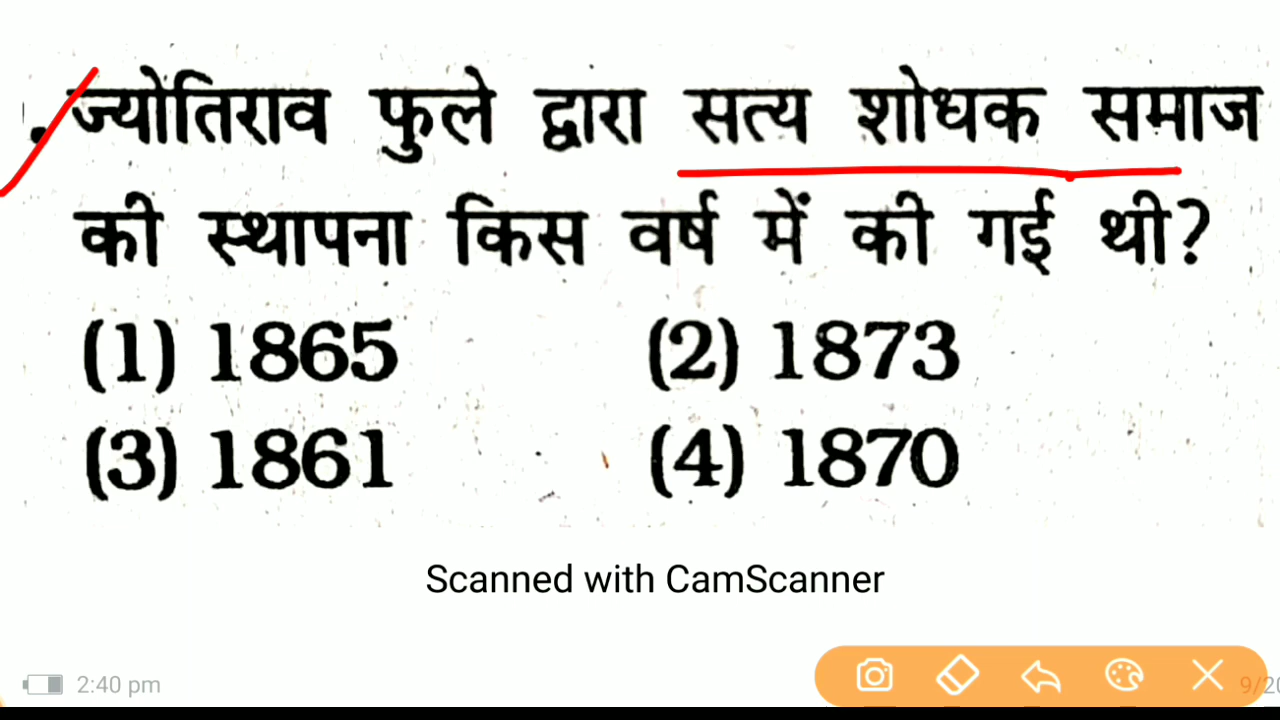 . ज्योतिराव फुले द्वारा सत्य शोधक समाज
की स्थापना किस वर्ष में की गई थी?
(1) 1865 (2) 1873
(3) 1861 (4) 1870
Scanned with CamScanner
2:40 pm